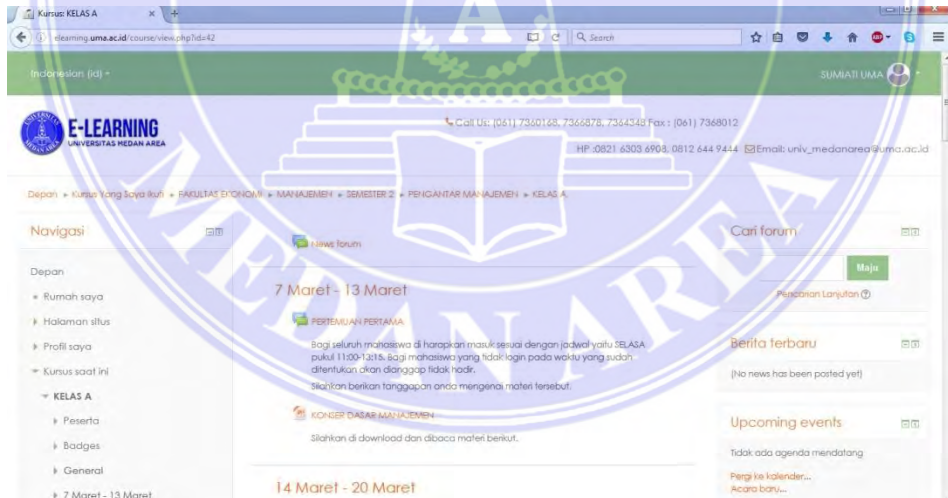 Kursus: KELAS A
elearning.uma.ac.id/course/view.php?id=42
Search
Indonesian (id)
SUMIATI UMA
E-LEARNING
UNIVERSITAS MEDAN AREA
Call Us: (061) 7360168, 7366878, 7364348 Fax : (061) 7368012
HP :0821 6303 6908, 0812 644 9444 Email: univ_medanarea@uma.ac.id
Depan » Kursus Yang Saya Ikuti » FAKULTAS EKONOMI » MANAJEMEN » SEMESTER 2 » PENGANTAR MANAJEMEN » KELAS A
Navigasi
Depan
Rumah saya
Halaman situs
Profil saya
Kursus saat ini
KELAS A
Peserta
Badges
General
7 Maret - 13 Maret
News forum
7 Maret - 13 Maret
PERTEMUAN PERTAMA
Bagi seluruh mahasiswa di harapkan masuk sesuai dengan jadwal yaitu SELASA
pukul 11:00-13:15. Bagi mahasiswa yang tidak login pada waktu yang sudah
ditentukan akan dianggap tidak hadir.
Silahkan berikan tanggapan anda mengenai materi tersebut.
KONSER DASAR MANAJEMEN
Silahkan di download dan dibaca materi berikut.
14 Maret - 20 Maret
Cari forum
Maju
Pencarian Lanjutan
Berita terbaru
(No news has been posted yet)
Upcoming events
Tidak ada agenda mendatang
Pergi ke kalender...
Acara baru...
MEDAN AREA